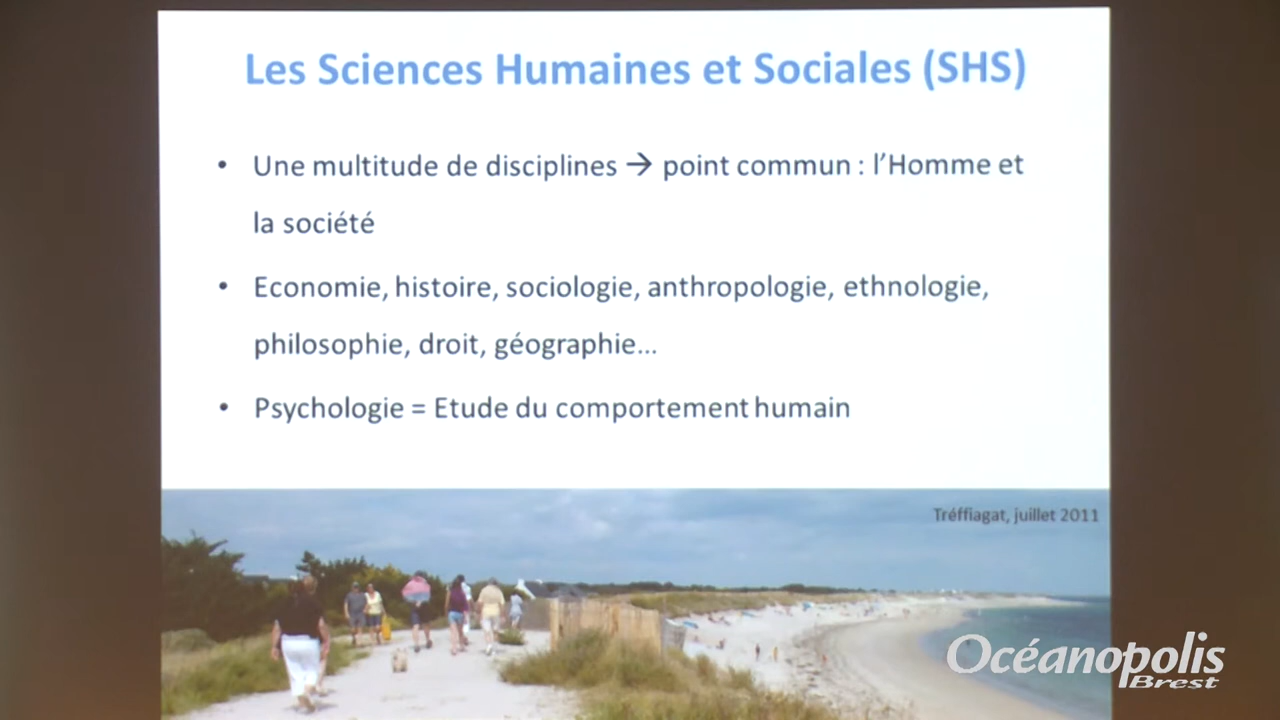 Les Sciences Humaines et Sociales (SHS)
• Une multitude de disciplines → point commun : l'Homme et
la société
• Economie, histoire, sociologie, anthropologie, ethnologie,
philosophie, droit, géographie...
• Psychologie = Etude du comportement humain
Tréffiagat, juillet 2011
Océanopolis
Brest